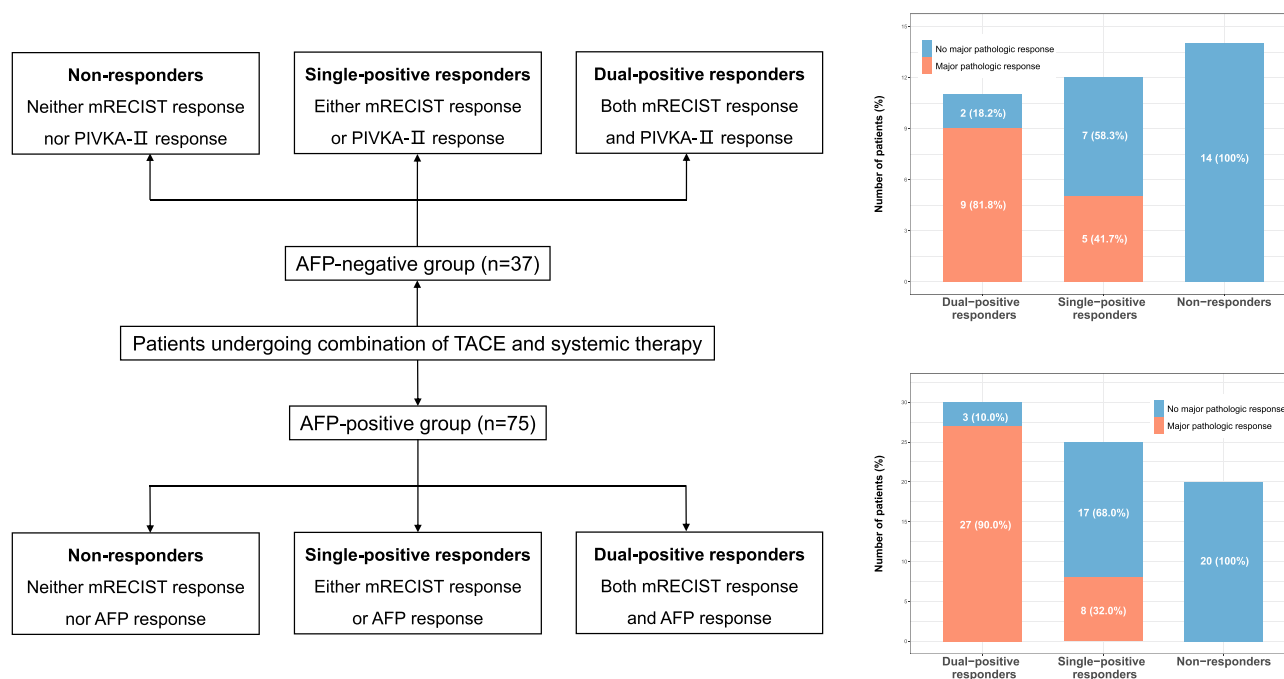 Non-responders
Neither mRECIST response
nor PIVKA-Ⅱ response
Single-positive responders
Either mRECIST response
or PIVKA-Ⅱ response
Dual-positive responders
Both mRECIST response
and PIVKA-Ⅱ response
AFP-negative group (n=37)
Patients undergoing combination of TACE and systemic therapy
AFP-positive group (n=75)
Non-responders
Neither mRECIST response
nor AFP response
Single-positive responders
Either mRECIST response
or AFP response
Dual-positive responders
Both mRECIST response
and AFP response
Number of patients (%)
15
12
9
6
3
0
No major pathologic response
Major pathologic response
2 (18.2%)
9 (81.8%)
7 (58.3%)
5 (41.7%)
14 (100%)
Dual−positive
responders
Single−positive
responders
Non−responders
Number of patients (%)
30
25
20
15
10
5
0
No major pathologic response
Major pathologic response
3 (10.0%)
27 (90.0%)
17 (68.0%)
8 (32.0%)
20 (100%)
Dual−positive
responders
Single−positive
responders
Non−responders